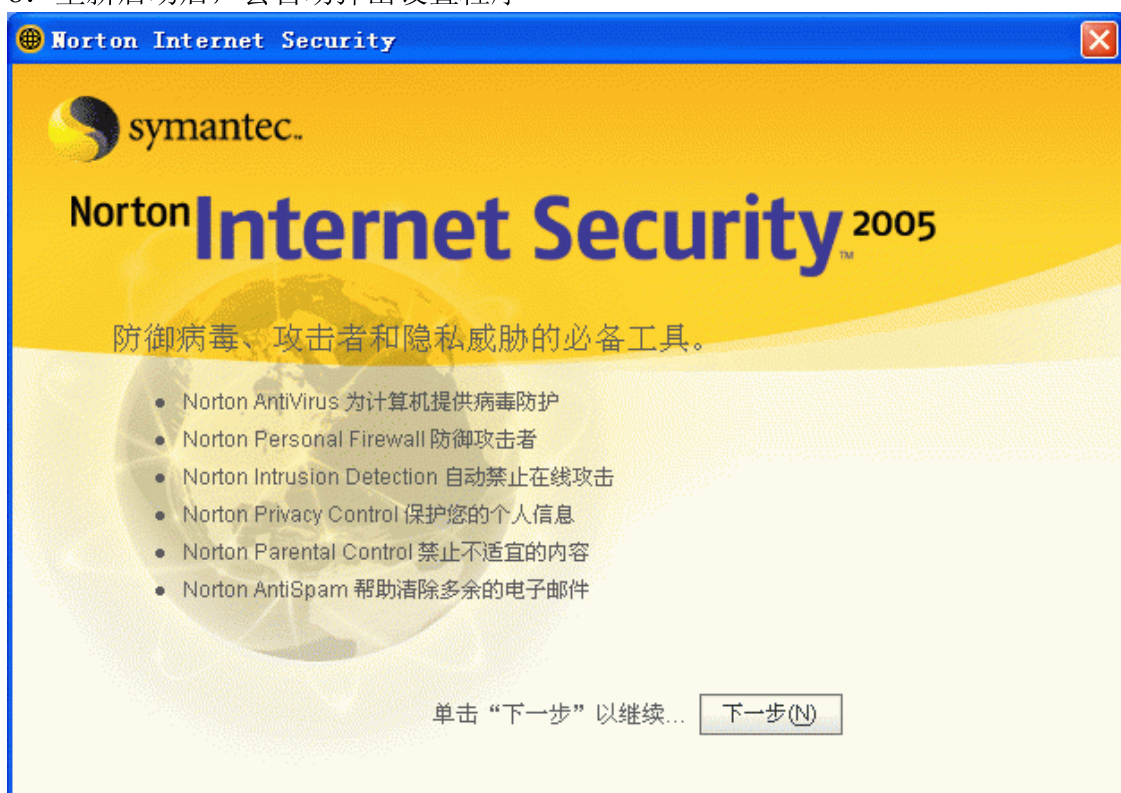 Norton Internet Security
symantec.
Norton Internet Security™ 2005
防御病毒、攻击者和隐私威胁的必备工具。
● Norton AntiVirus 为计算机提供病毒防护
● Norton Personal Firewall 防御攻击者
● Norton Intrusion Detection 自动禁止在线攻击
● Norton Privacy Control 保护您的个人信息
● Norton Parental Control 禁止不适宜的内容
● Norton AntiSpam 帮助清除多余的电子邮件
单击“下一步”以继续... 下一步(N)